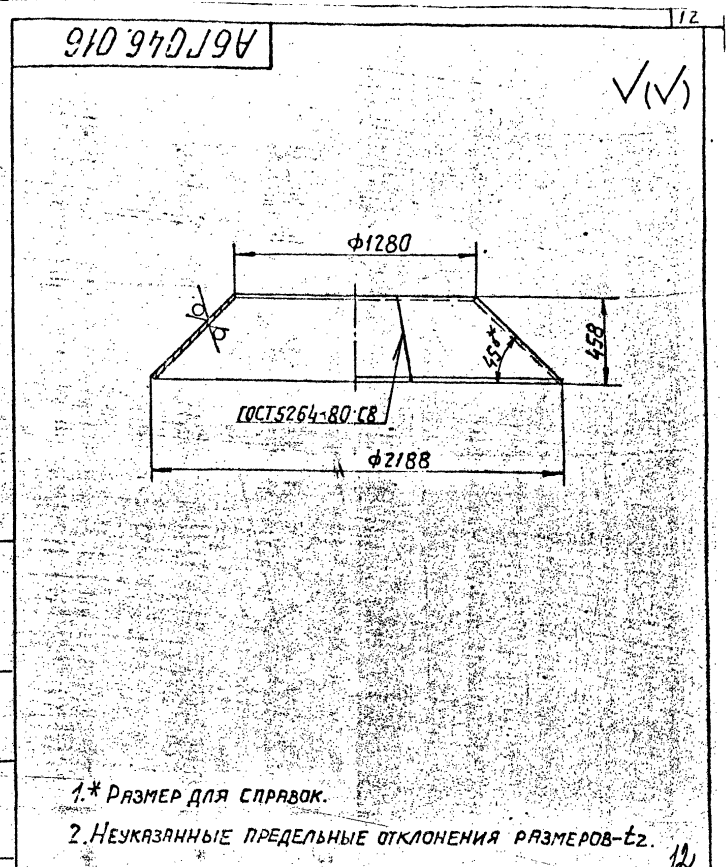 12
А6Г046.016
√(√)
ф1280
45°*
458
ГОСТ5264-80-С8
ф2188
1.* Размер для справок.
2. Неуказанные предельные отклонения размеров-t2.
12